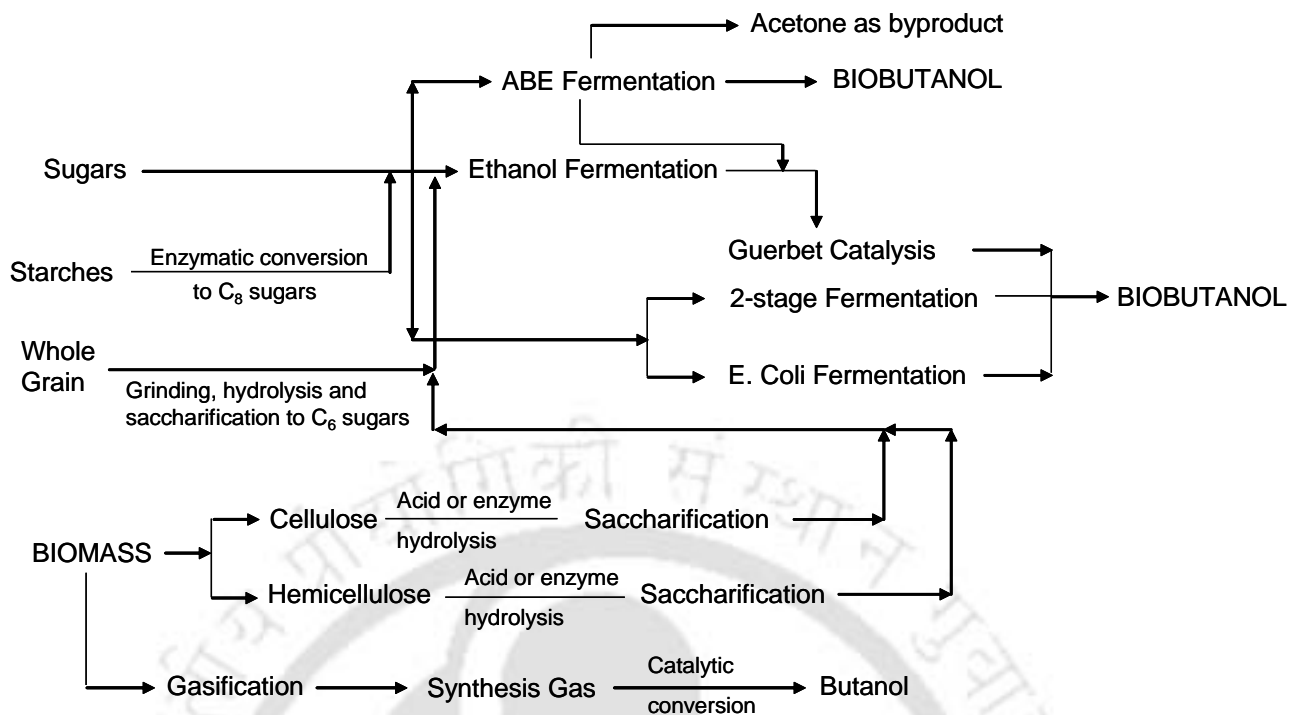 Acetone as byproduct
ABE Fermentation
BIOBUTANOL
Sugars
Ethanol Fermentation
Guerbet Catalysis
Starches
Enzymatic conversion
to C₈ sugars
2-stage Fermentation
BIOBUTANOL
Whole
Grain
Grinding, hydrolysis and
saccharification to C₆ sugars
E. Coli Fermentation
BIOMASS
Cellulose
Acid or enzyme
hydrolysis
Saccharification
Hemicellulose
Acid or enzyme
hydrolysis
Saccharification
Gasification
Synthesis Gas
Catalytic
conversion
Butanol